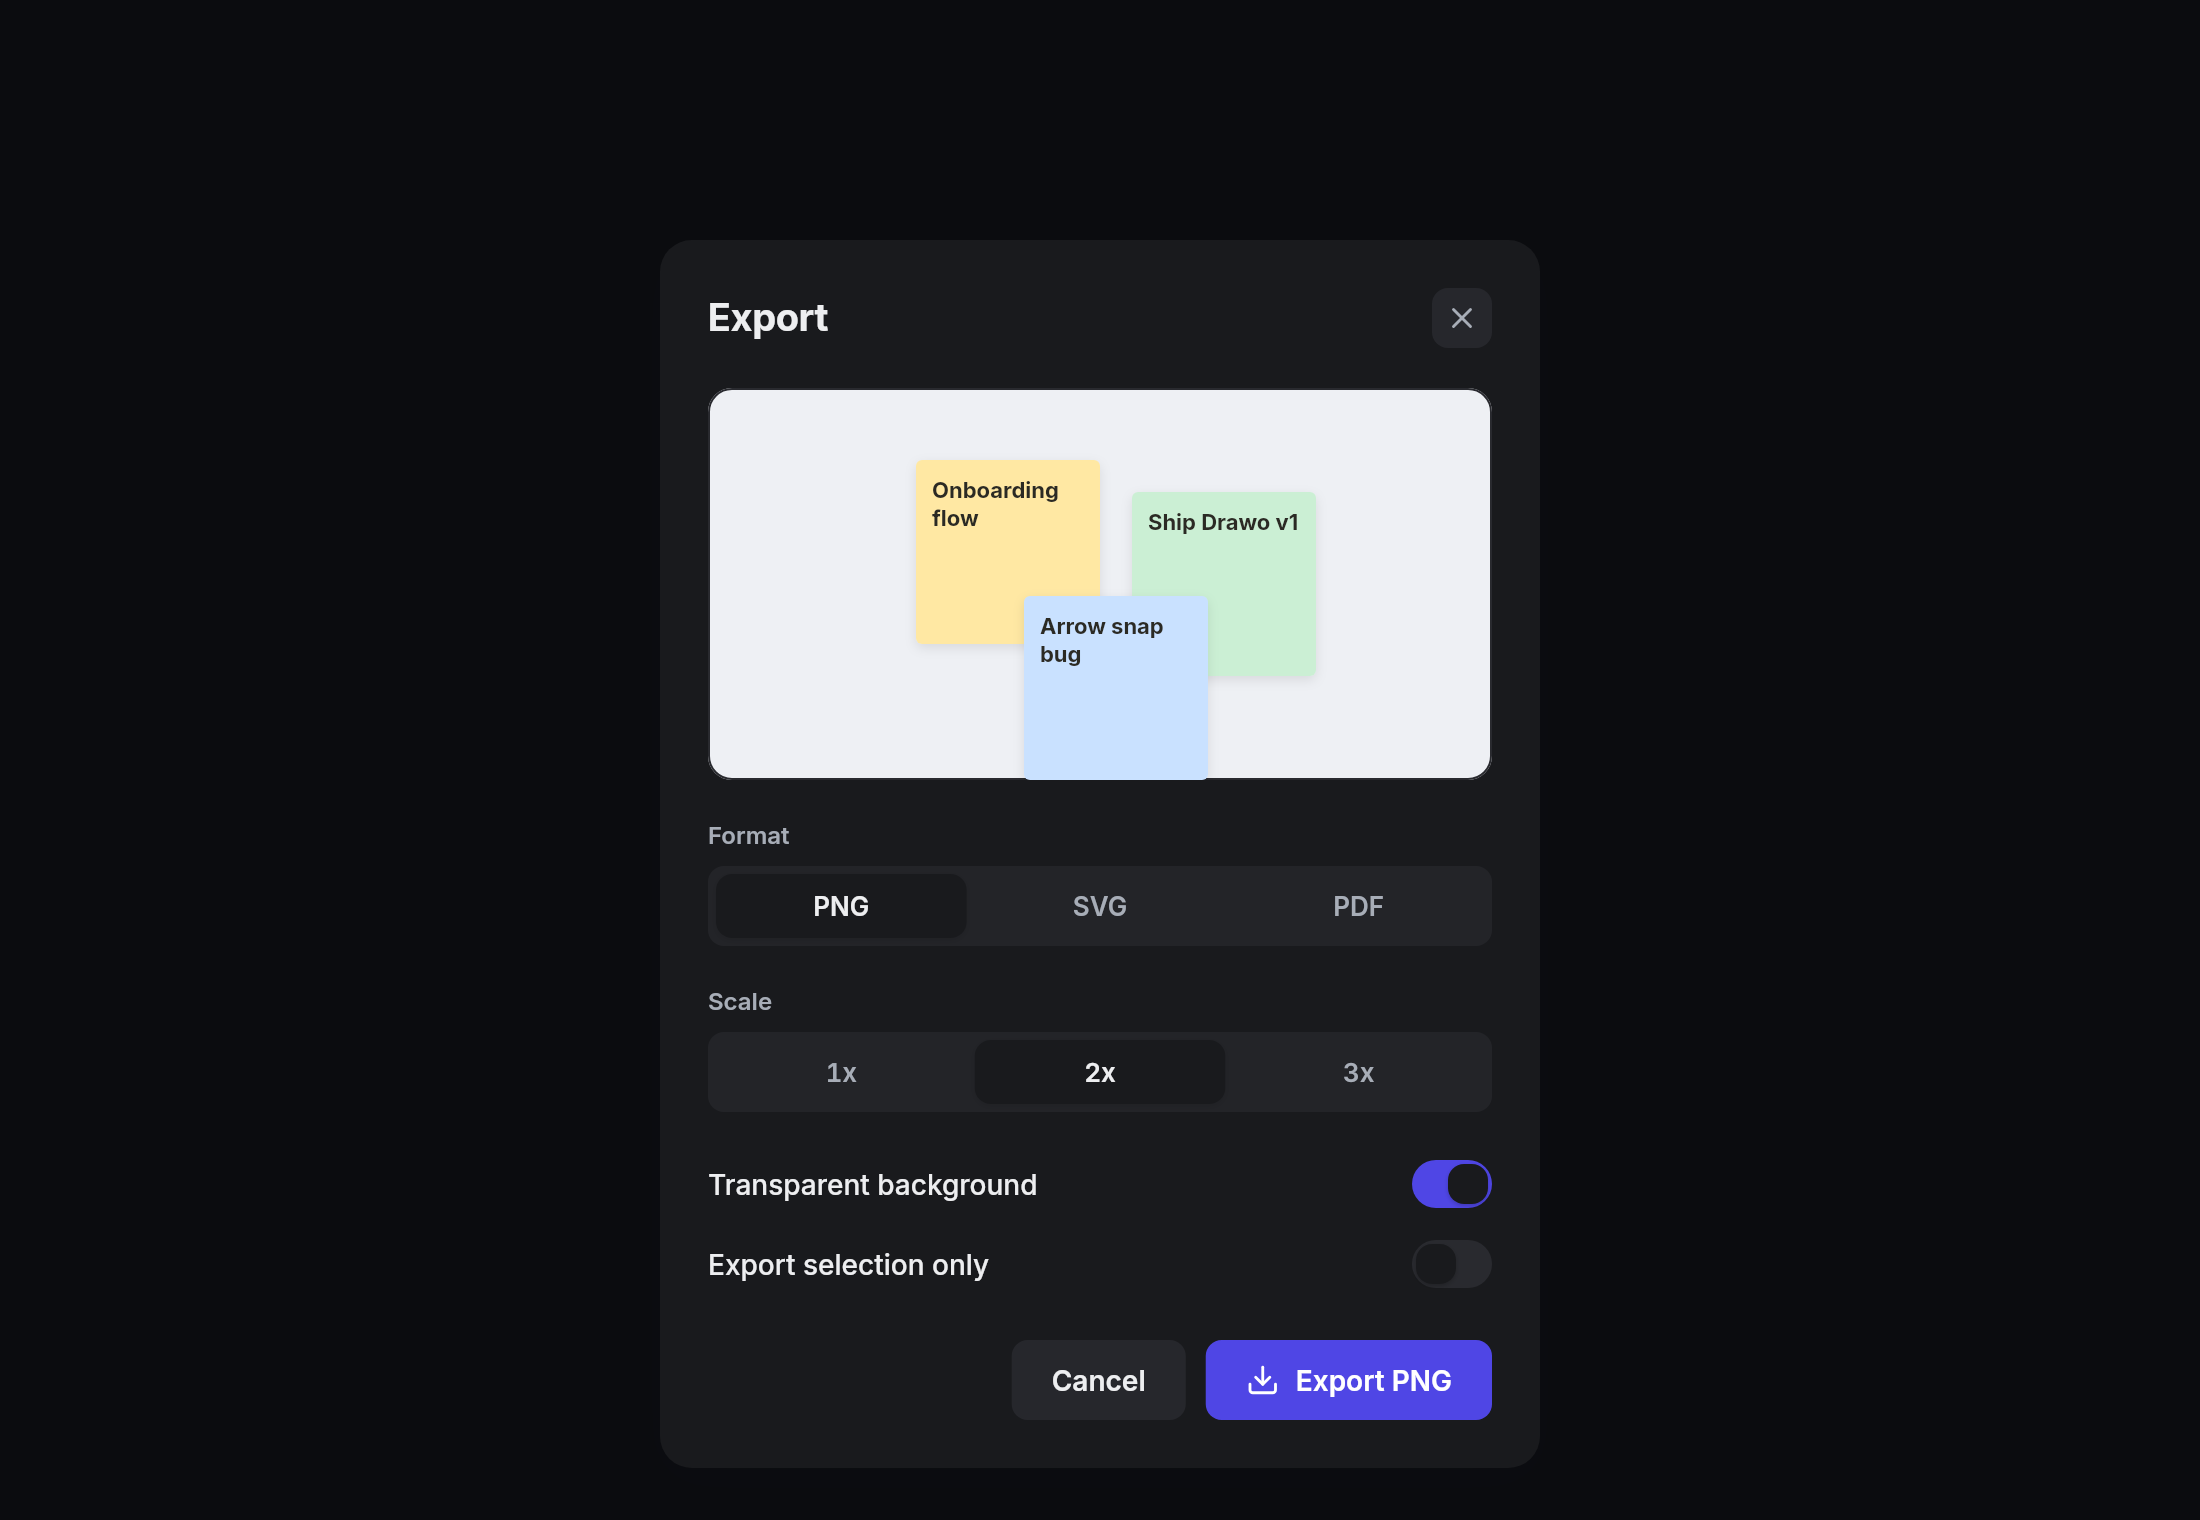 Export
Onboarding
flow
Ship Drawo v1
Arrow snap
bug
Format
PNG SVG PDF
Scale
1x 2x 3x
Transparent background
Export selection only
Cancel Export PNG